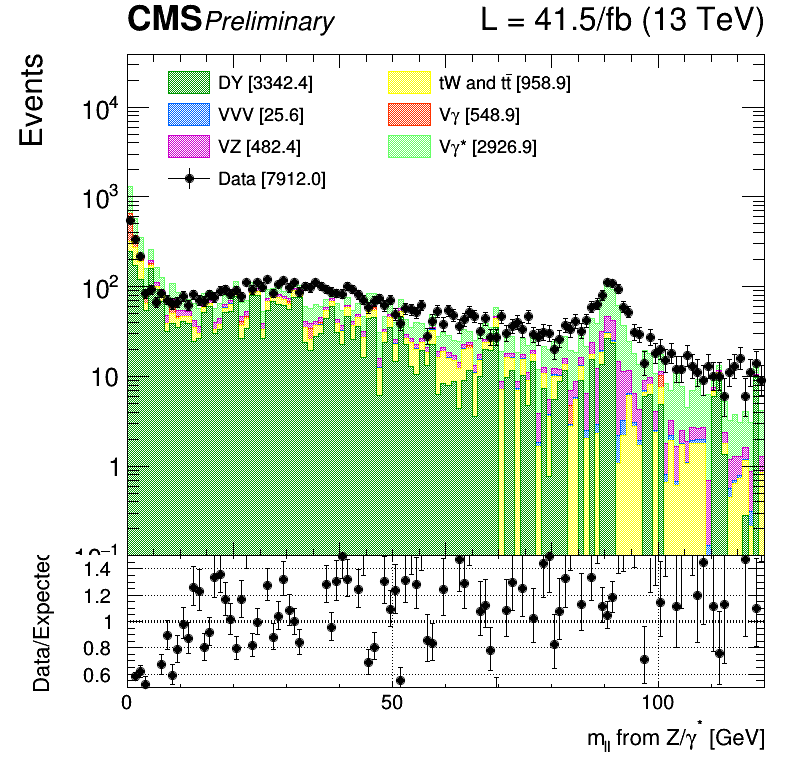 CMS Preliminary L = 41.5/fb (13 TeV)
Events
DY [3342.4] tW and tt̄ [958.9]
VVV [25.6] Vγ [548.9]
VZ [482.4] Vγ* [2926.9]
Data [7912.0]
10⁴
10³
10²
10
1
10⁻¹
Data/Expected
1.4
1.2
1
0.8
0.6
0 50 100
m_ll from Z/γ* [GeV]